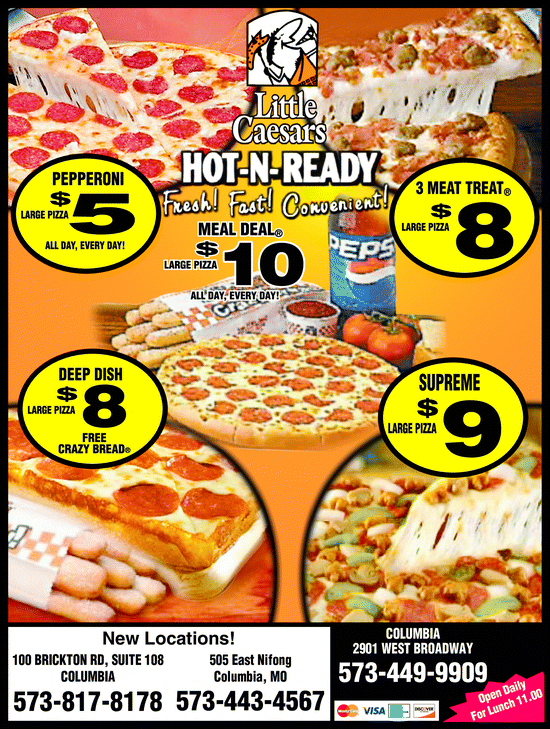 Little
Caesars
HOT-N-READY
Fresh! Fast! Convenient!
PEPPERONI
$5
LARGE PIZZA
ALL DAY, EVERY DAY!
MEAL DEAL®
$10
LARGE PIZZA
ALL DAY, EVERY DAY!
3 MEAT TREAT®
$8
LARGE PIZZA
PEPS
DEEP DISH
$8
LARGE PIZZA
FREE
CRAZY BREAD®
SUPREME
$9
LARGE PIZZA
New Locations!
100 BRICKTON RD, SUITE 108
COLUMBIA
573-817-8178
505 East Nifong
Columbia, MO
573-443-4567
COLUMBIA
2901 WEST BROADWAY
573-449-9909
MasterCard VISA DISCOVER
Open Daily
For Lunch 11.00